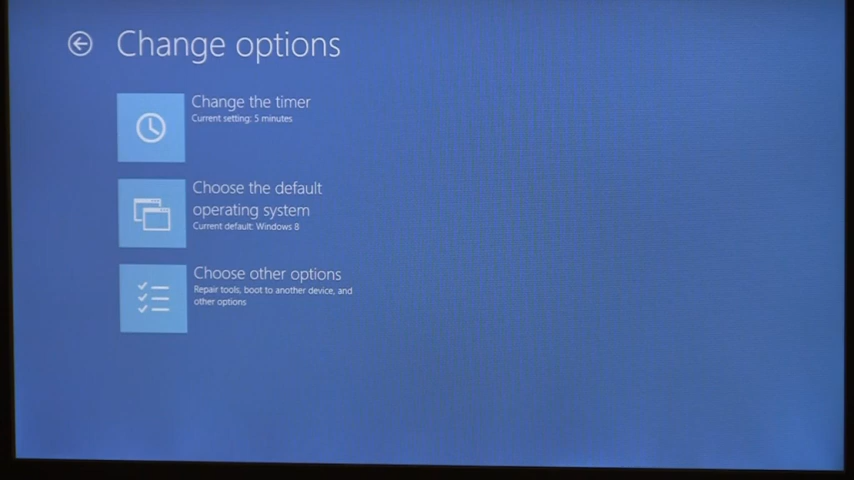 Change options
Change the timer
Current setting: 5 minutes
Choose the default
operating system
Current default: Windows 8
Choose other options
Repair tools, boot to another device, and
other options